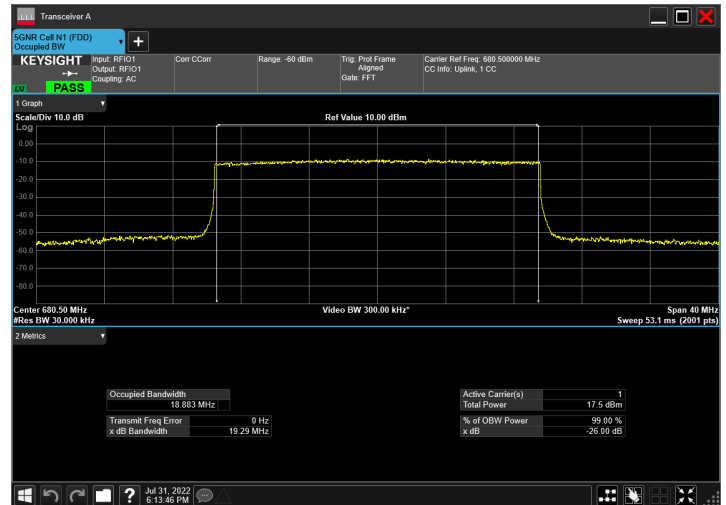 Transceiver A
5GNR Cell N1 (FDD)
Occupied BW
KEYSIGHT
LXI
PASS
Input: RFIO1
Output: RFIO1
Coupling: AC
Corr CCorr
Range: -60 dBm
Trig: Prot Frame
Aligned
Gate: FFT
Carrier Ref Freq: 680.500000 MHz
CC Info: Uplink, 1 CC
1 Graph
Scale/Div 10.0 dB
Ref Value 10.00 dBm
Log
0.00
-10.0
-20.0
-30.0
-40.0
-50.0
-60.0
-70.0
-80.0
Center 680.50 MHz
Video BW 300.00 kHz*
Span 40 MHz
#Res BW 30.000 kHz
Sweep 53.1 ms (2001 pts)
2 Metrics
Occupied Bandwidth
18.883 MHz
Transmit Freq Error 0 Hz
x dB Bandwidth 19.29 MHz
Active Carrier(s) 1
Total Power 17.5 dBm
% of OBW Power 99.00 %
x dB -26.00 dB
?
Jul 31, 2022
6:13:46 PM